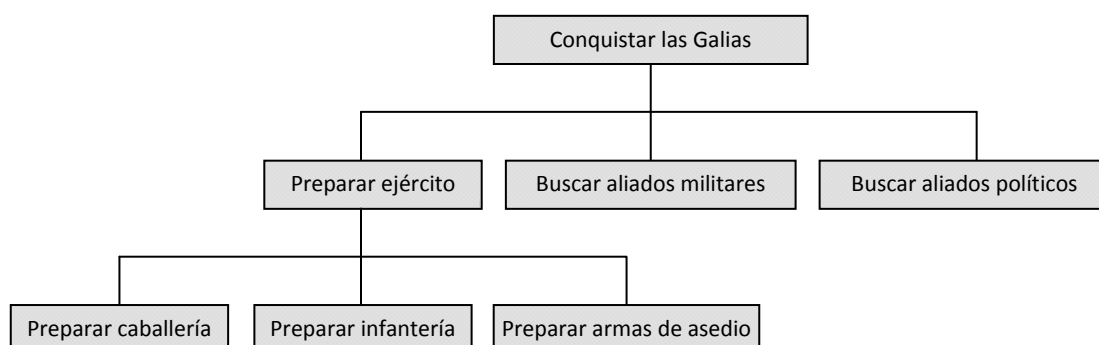 Conquistar las Galias
Preparar ejército
Buscar aliados militares
Buscar aliados políticos
Preparar caballería
Preparar infantería
Preparar armas de asedio